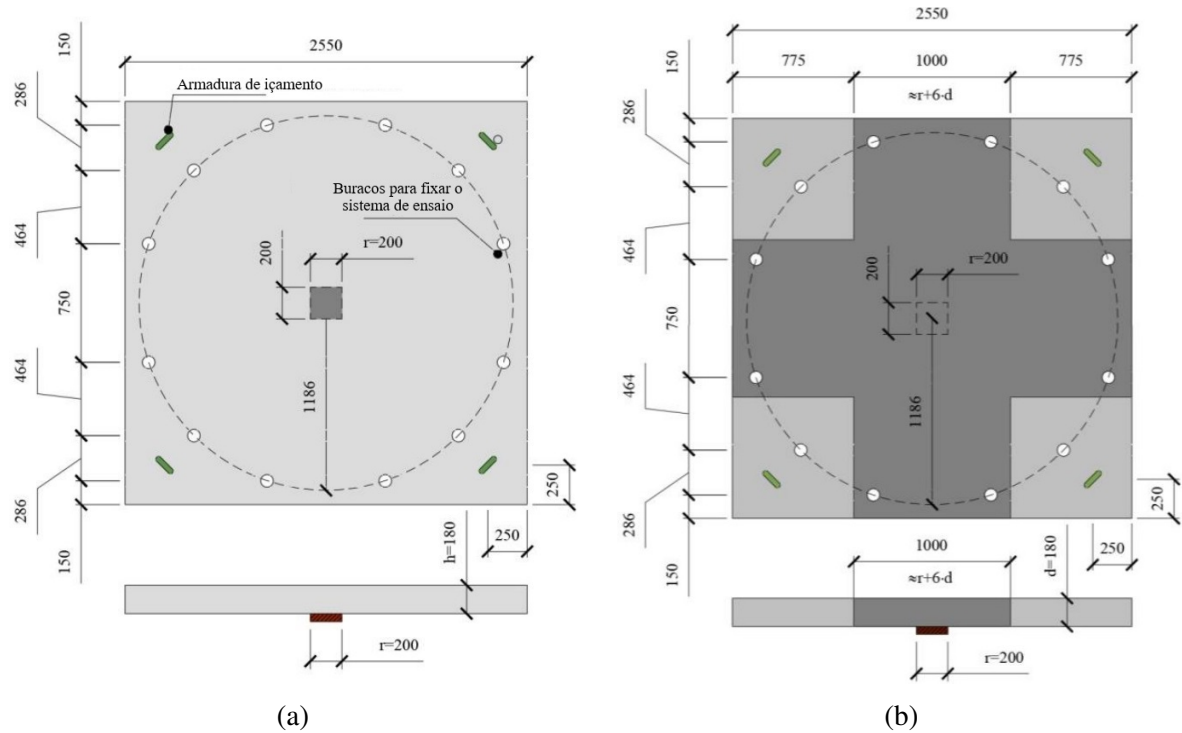 2550
150
286
464
750
464
286
150
Armadura de içamento
Buracos para fixar o
sistema de ensaio
r=200
200
1186
250
250
h=180
r=200
(a)
2550
775
1000
775
≈r+6·d
150
286
464
750
464
286
150
r=200
200
1186
250
250
1000
≈r+6·d
d=180
r=200
(b)